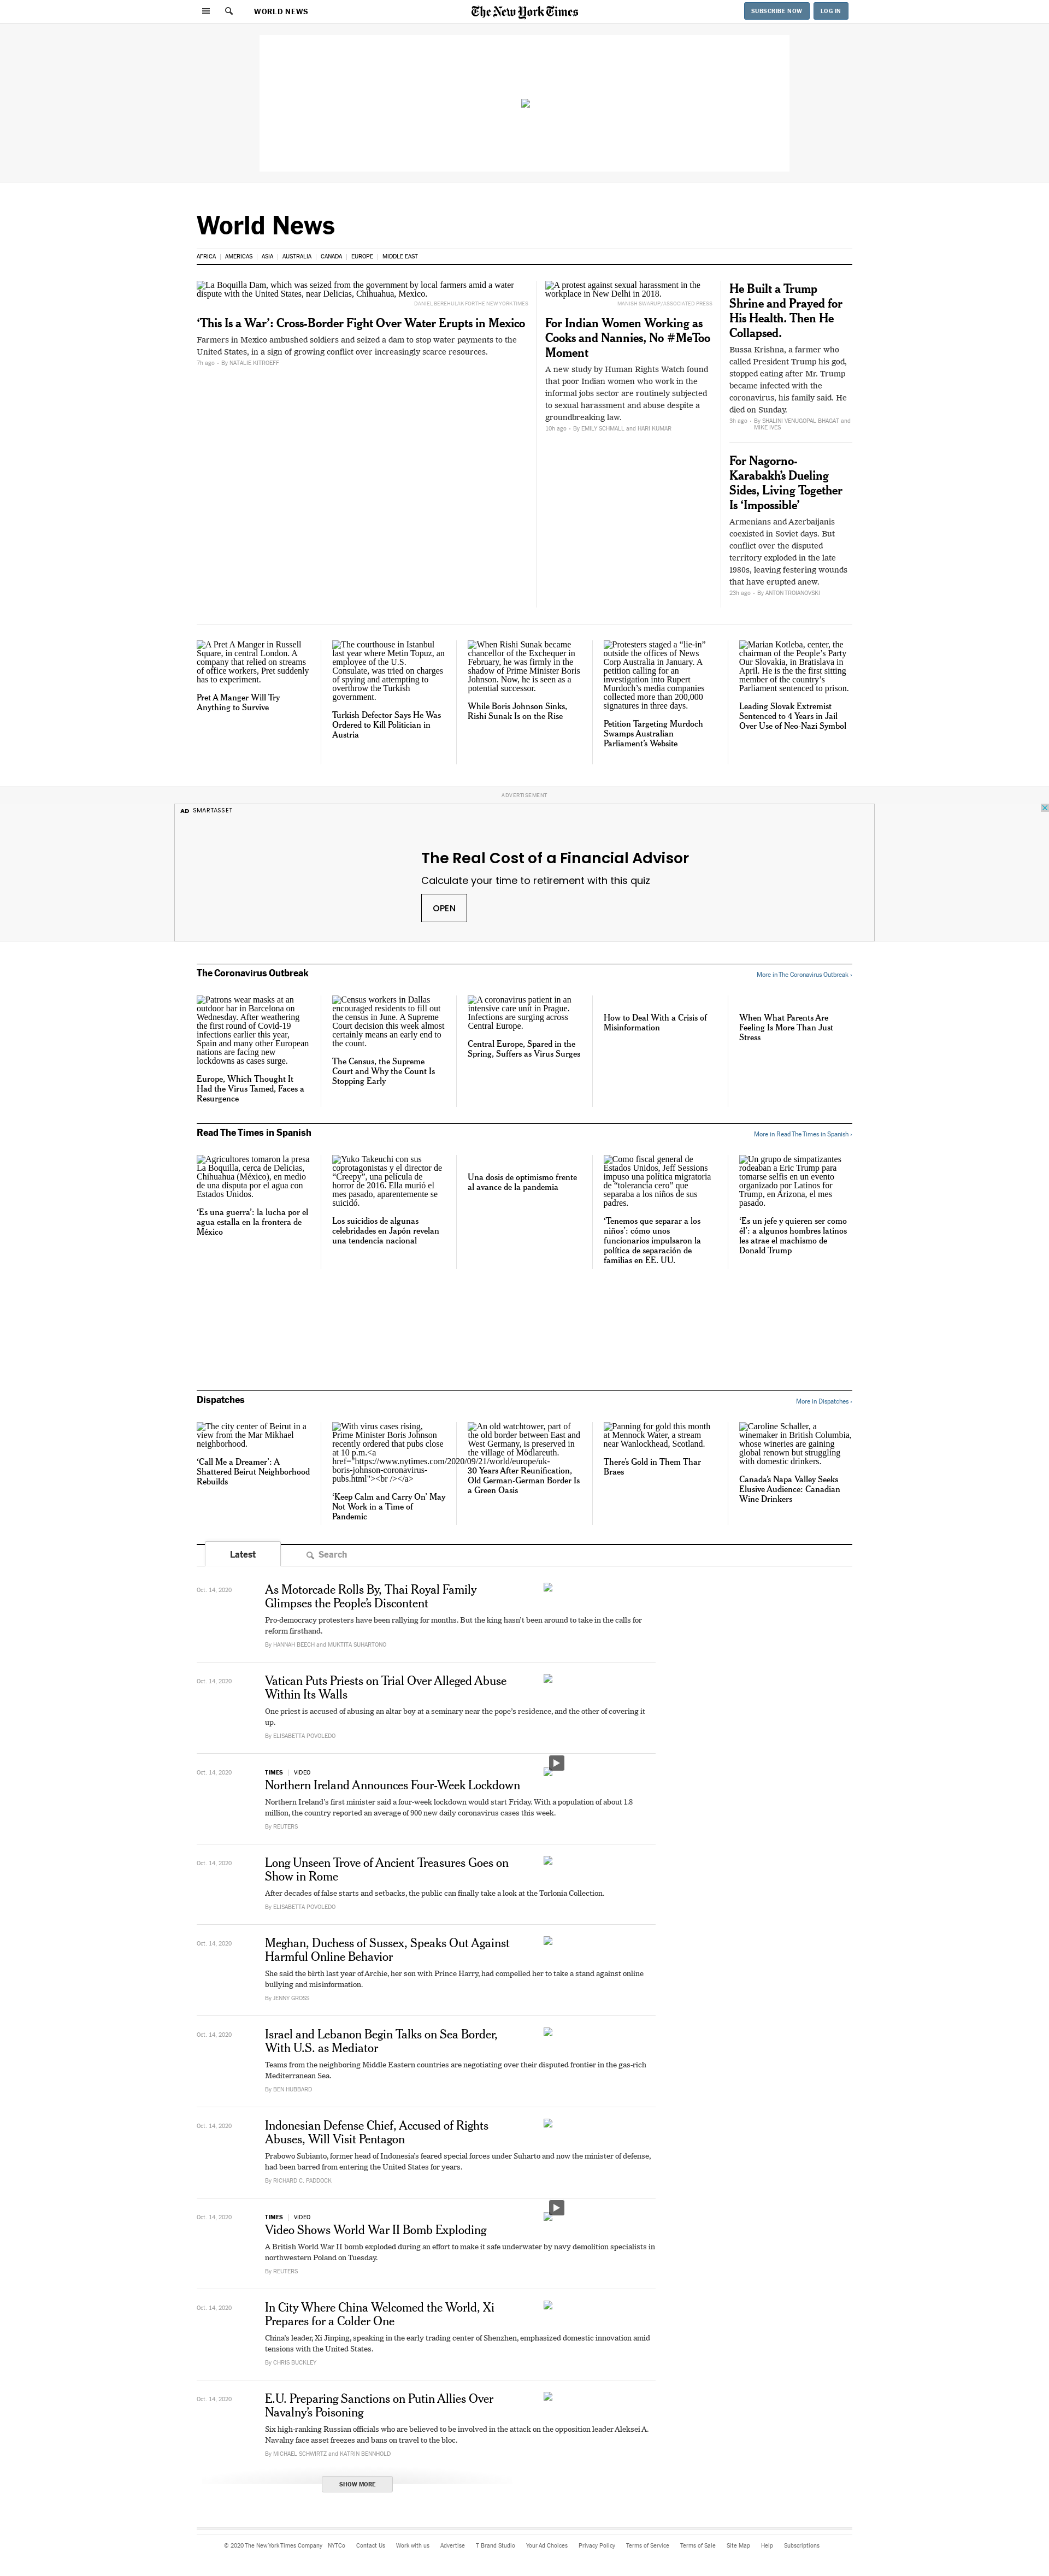 WORLD NEWS
The New York Times
SUBSCRIBE NOW
LOG IN
World News
AFRICA
AMERICAS
ASIA
AUSTRALIA
CANADA
EUROPE
MIDDLE EAST
La Boquilla Dam, which was seized from the government by local farmers amid a water
dispute with the United States, near Delicias, Chihuahua, Mexico.
DANIEL BEREHULAK FOR THE NEW YORK TIMES
‘This Is a War’: Cross-Border Fight Over Water Erupts in Mexico
Farmers in Mexico ambushed soldiers and seized a dam to stop water payments to the
United States, in a sign of growing conflict over increasingly scarce resources.
7h ago - By NATALIE KITROEFF
A protest against sexual harassment in the
workplace in New Delhi in 2018.
MANISH SWARUP/ASSOCIATED PRESS
For Indian Women Working as
Cooks and Nannies, No #MeToo
Moment
A new study by Human Rights Watch found
that poor Indian women who work in the
informal jobs sector are routinely subjected
to sexual harassment and abuse despite a
groundbreaking law.
10h ago - By EMILY SCHMALL and HARI KUMAR
He Built a Trump
Shrine and Prayed for
His Health. Then He
Collapsed.
Bussa Krishna, a farmer who
called President Trump his god,
stopped eating after Mr. Trump
became infected with the
coronavirus, his family said. He
died on Sunday.
3h ago - By SHALINI VENUGOPAL BHAGAT and
MIKE IVES
For Nagorno-
Karabakh’s Dueling
Sides, Living Together
Is ‘Impossible’
Armenians and Azerbaijanis
coexisted in Soviet days. But
conflict over the disputed
territory exploded in the late
1980s, leaving festering wounds
that have erupted anew.
23h ago - By ANTON TROIANOVSKI
A Pret A Manger in Russell
Square, in central London. A
company that relied on streams
of office workers, Pret suddenly
has to experiment.
Pret A Manger Will Try
Anything to Survive
The courthouse in Istanbul
last year where Metin Topuz, an
employee of the U.S.
Consulate, was tried on charges
of spying and attempting to
overthrow the Turkish
government.
Turkish Defector Says He Was
Ordered to Kill Politician in
Austria
When Rishi Sunak became
chancellor of the Exchequer in
February, he was firmly in the
shadow of Prime Minister Boris
Johnson. Now, he is seen as a
potential successor.
While Boris Johnson Sinks,
Rishi Sunak Is on the Rise
Protesters staged a “lie-in”
outside the offices of News
Corp Australia in January. A
petition calling for an
investigation into Rupert
Murdoch’s media companies
collected more than 200,000
signatures in three days.
Petition Targeting Murdoch
Swamps Australian
Parliament’s Website
Marian Kotleba, center, the
chairman of the People’s Party
Our Slovakia, in Bratislava in
April. He is the first sitting
member of the country’s
Parliament sentenced to prison.
Leading Slovak Extremist
Sentenced to 4 Years in Jail
Over Use of Neo-Nazi Symbol
ADVERTISEMENT
AD SMARTASSET
The Real Cost of a Financial Advisor
Calculate your time to retirement with this quiz
OPEN
The Coronavirus Outbreak
More in The Coronavirus Outbreak ›
Patrons wear masks at an
outdoor bar in Barcelona on
Wednesday. After weathering
the first round of Covid-19
infections earlier this year,
Spain and many other European
nations are facing new
lockdowns as cases surge.
Europe, Which Thought It
Had the Virus Tamed, Faces a
Resurgence
Census workers in Dallas
encouraged residents to fill out
the census in June. A Supreme
Court decision this week almost
certainly means an early end to
the count.
The Census, the Supreme
Court and Why the Count Is
Stopping Early
A coronavirus patient in an
intensive care unit in Prague.
Infections are surging across
Central Europe.
Central Europe, Spared in the
Spring, Suffers as Virus Surges
How to Deal With a Crisis of
Misinformation
When What Parents Are
Feeling Is More Than Just
Stress
Read The Times in Spanish
More in Read The Times in Spanish ›
Agricultores tomaron la presa
La Boquilla, cerca de Delicias,
Chihuahua (México), en medio
de una disputa por el agua con
Estados Unidos.
‘Es una guerra’: la lucha por el
agua estalla en la frontera de
México
Yuko Takeuchi con sus
coprotagonistas y el director de
“Creepy”, una película de
horror de 2016. Ella murió el
mes pasado, aparentemente se
suicidó.
Los suicidios de algunas
celebridades en Japón revelan
una tendencia nacional
Una dosis de optimismo frente
al avance de la pandemia
Como fiscal general de
Estados Unidos, Jeff Sessions
impuso una política migratoria
de “tolerancia cero” que
separaba a los niños de sus
padres.
‘Tenemos que separar a los
niños’: cómo unos
funcionarios impulsaron la
política de separación de
familias en EE. UU.
Un grupo de simpatizantes
rodeaban a Eric Trump para
tomarse selfis en un evento
organizado por Latinos for
Trump, en Arizona, el mes
pasado.
‘Es un jefe y quieren ser como
él’: a algunos hombres latinos
les atrae el machismo de
Donald Trump
Dispatches
More in Dispatches ›
The city center of Beirut in a
view from the Mar Mikhael
neighborhood.
‘Call Me a Dreamer’: A
Shattered Beirut Neighborhood
Rebuilds
With virus cases rising,
Prime Minister Boris Johnson
recently ordered that pubs close
at 10 p.m.<a
href="https://www.nytimes.com/2020/09/21/world/europe/uk-
boris-johnson-coronavirus-
pubs.html"><br /></a>
‘Keep Calm and Carry On’ May
Not Work in a Time of
Pandemic
An old watchtower, part of
the old border between East and
West Germany, is preserved in
the village of Mödlareuth.
30 Years After Reunification,
Old German-German Border Is
a Green Oasis
Panning for gold this month
at Mennock Water, a stream
near Wanlockhead, Scotland.
There’s Gold in Them Thar
Braes
Caroline Schaller, a
winemaker in British Columbia,
whose wineries are gaining
global renown but struggling
with domestic drinkers.
Canada’s Napa Valley Seeks
Elusive Audience: Canadian
Wine Drinkers
Latest
Search
Oct. 14, 2020
As Motorcade Rolls By, Thai Royal Family
Glimpses the People’s Discontent
Pro-democracy protesters have been rallying for months. But the king hasn’t been around to take in the calls for
reform firsthand.
By HANNAH BEECH and MUKTITA SUHARTONO
Oct. 14, 2020
Vatican Puts Priests on Trial Over Alleged Abuse
Within Its Walls
One priest is accused of abusing an altar boy at a seminary near the pope’s residence, and the other of covering it
up.
By ELISABETTA POVOLEDO
Oct. 14, 2020
TIMES | VIDEO
Northern Ireland Announces Four-Week Lockdown
Northern Ireland’s first minister said a four-week lockdown would start Friday. With a population of about 1.8
million, the country reported an average of 900 new daily coronavirus cases this week.
By REUTERS
Oct. 14, 2020
Long Unseen Trove of Ancient Treasures Goes on
Show in Rome
After decades of false starts and setbacks, the public can finally take a look at the Torlonia Collection.
By ELISABETTA POVOLEDO
Oct. 14, 2020
Meghan, Duchess of Sussex, Speaks Out Against
Harmful Online Behavior
She said the birth last year of Archie, her son with Prince Harry, had compelled her to take a stand against online
bullying and misinformation.
By JENNY GROSS
Oct. 14, 2020
Israel and Lebanon Begin Talks on Sea Border,
With U.S. as Mediator
Teams from the neighboring Middle Eastern countries are negotiating over their disputed frontier in the gas-rich
Mediterranean Sea.
By BEN HUBBARD
Oct. 14, 2020
Indonesian Defense Chief, Accused of Rights
Abuses, Will Visit Pentagon
Prabowo Subianto, former head of Indonesia’s feared special forces under Suharto and now the minister of defense,
had been barred from entering the United States for years.
By RICHARD C. PADDOCK
Oct. 14, 2020
TIMES | VIDEO
Video Shows World War II Bomb Exploding
A British World War II bomb exploded during an effort to make it safe underwater by navy demolition specialists in
northwestern Poland on Tuesday.
By REUTERS
Oct. 14, 2020
In City Where China Welcomed the World, Xi
Prepares for a Colder One
China’s leader, Xi Jinping, speaking in the early trading center of Shenzhen, emphasized domestic innovation amid
tensions with the United States.
By CHRIS BUCKLEY
Oct. 14, 2020
E.U. Preparing Sanctions on Putin Allies Over
Navalny’s Poisoning
Six high-ranking Russian officials who are believed to be involved in the attack on the opposition leader Aleksei A.
Navalny face asset freezes and bans on travel to the bloc.
By MICHAEL SCHWIRTZ and KATRIN BENNHOLD
SHOW MORE
© 2020 The New York Times Company NYTCo Contact Us Work with us Advertise T Brand Studio Your Ad Choices Privacy Policy Terms of Service Terms of Sale Site Map Help Subscriptions